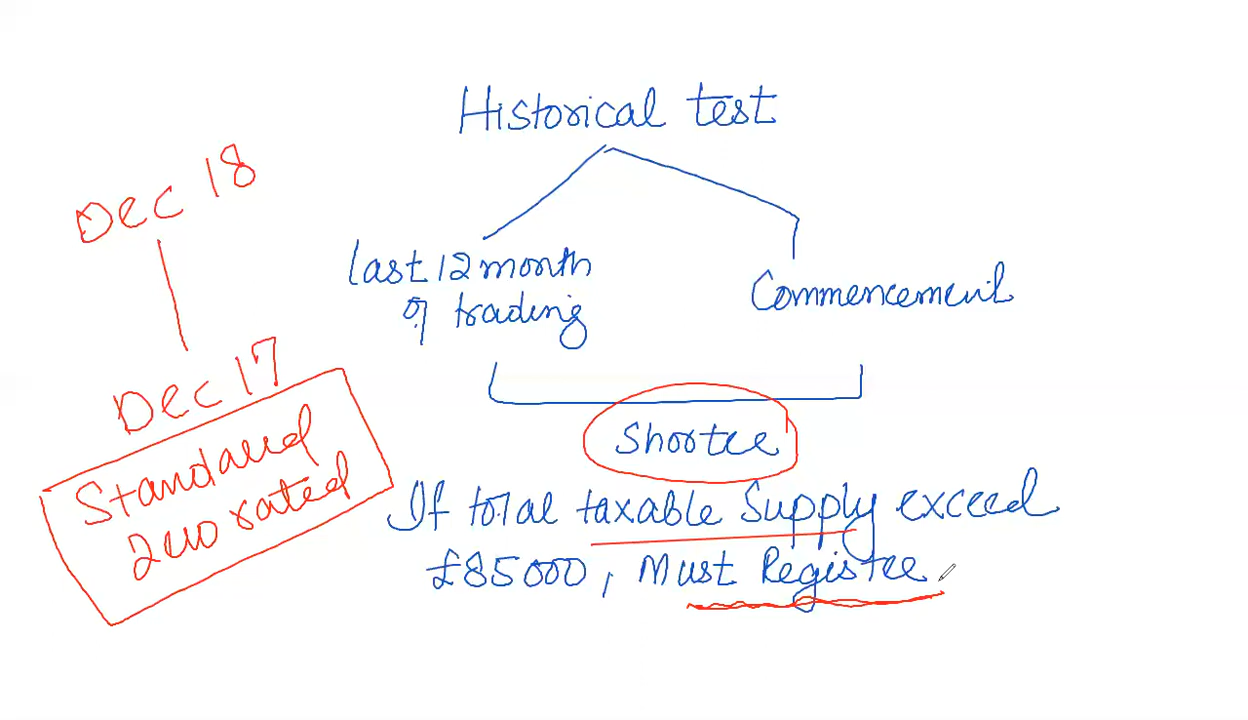 Historical test
Dec 18
last 12 month
of trading
Commencement
Dec 17
Standard
zero rated
Shorter
If total taxable Supply exceed
£85000, Must Register